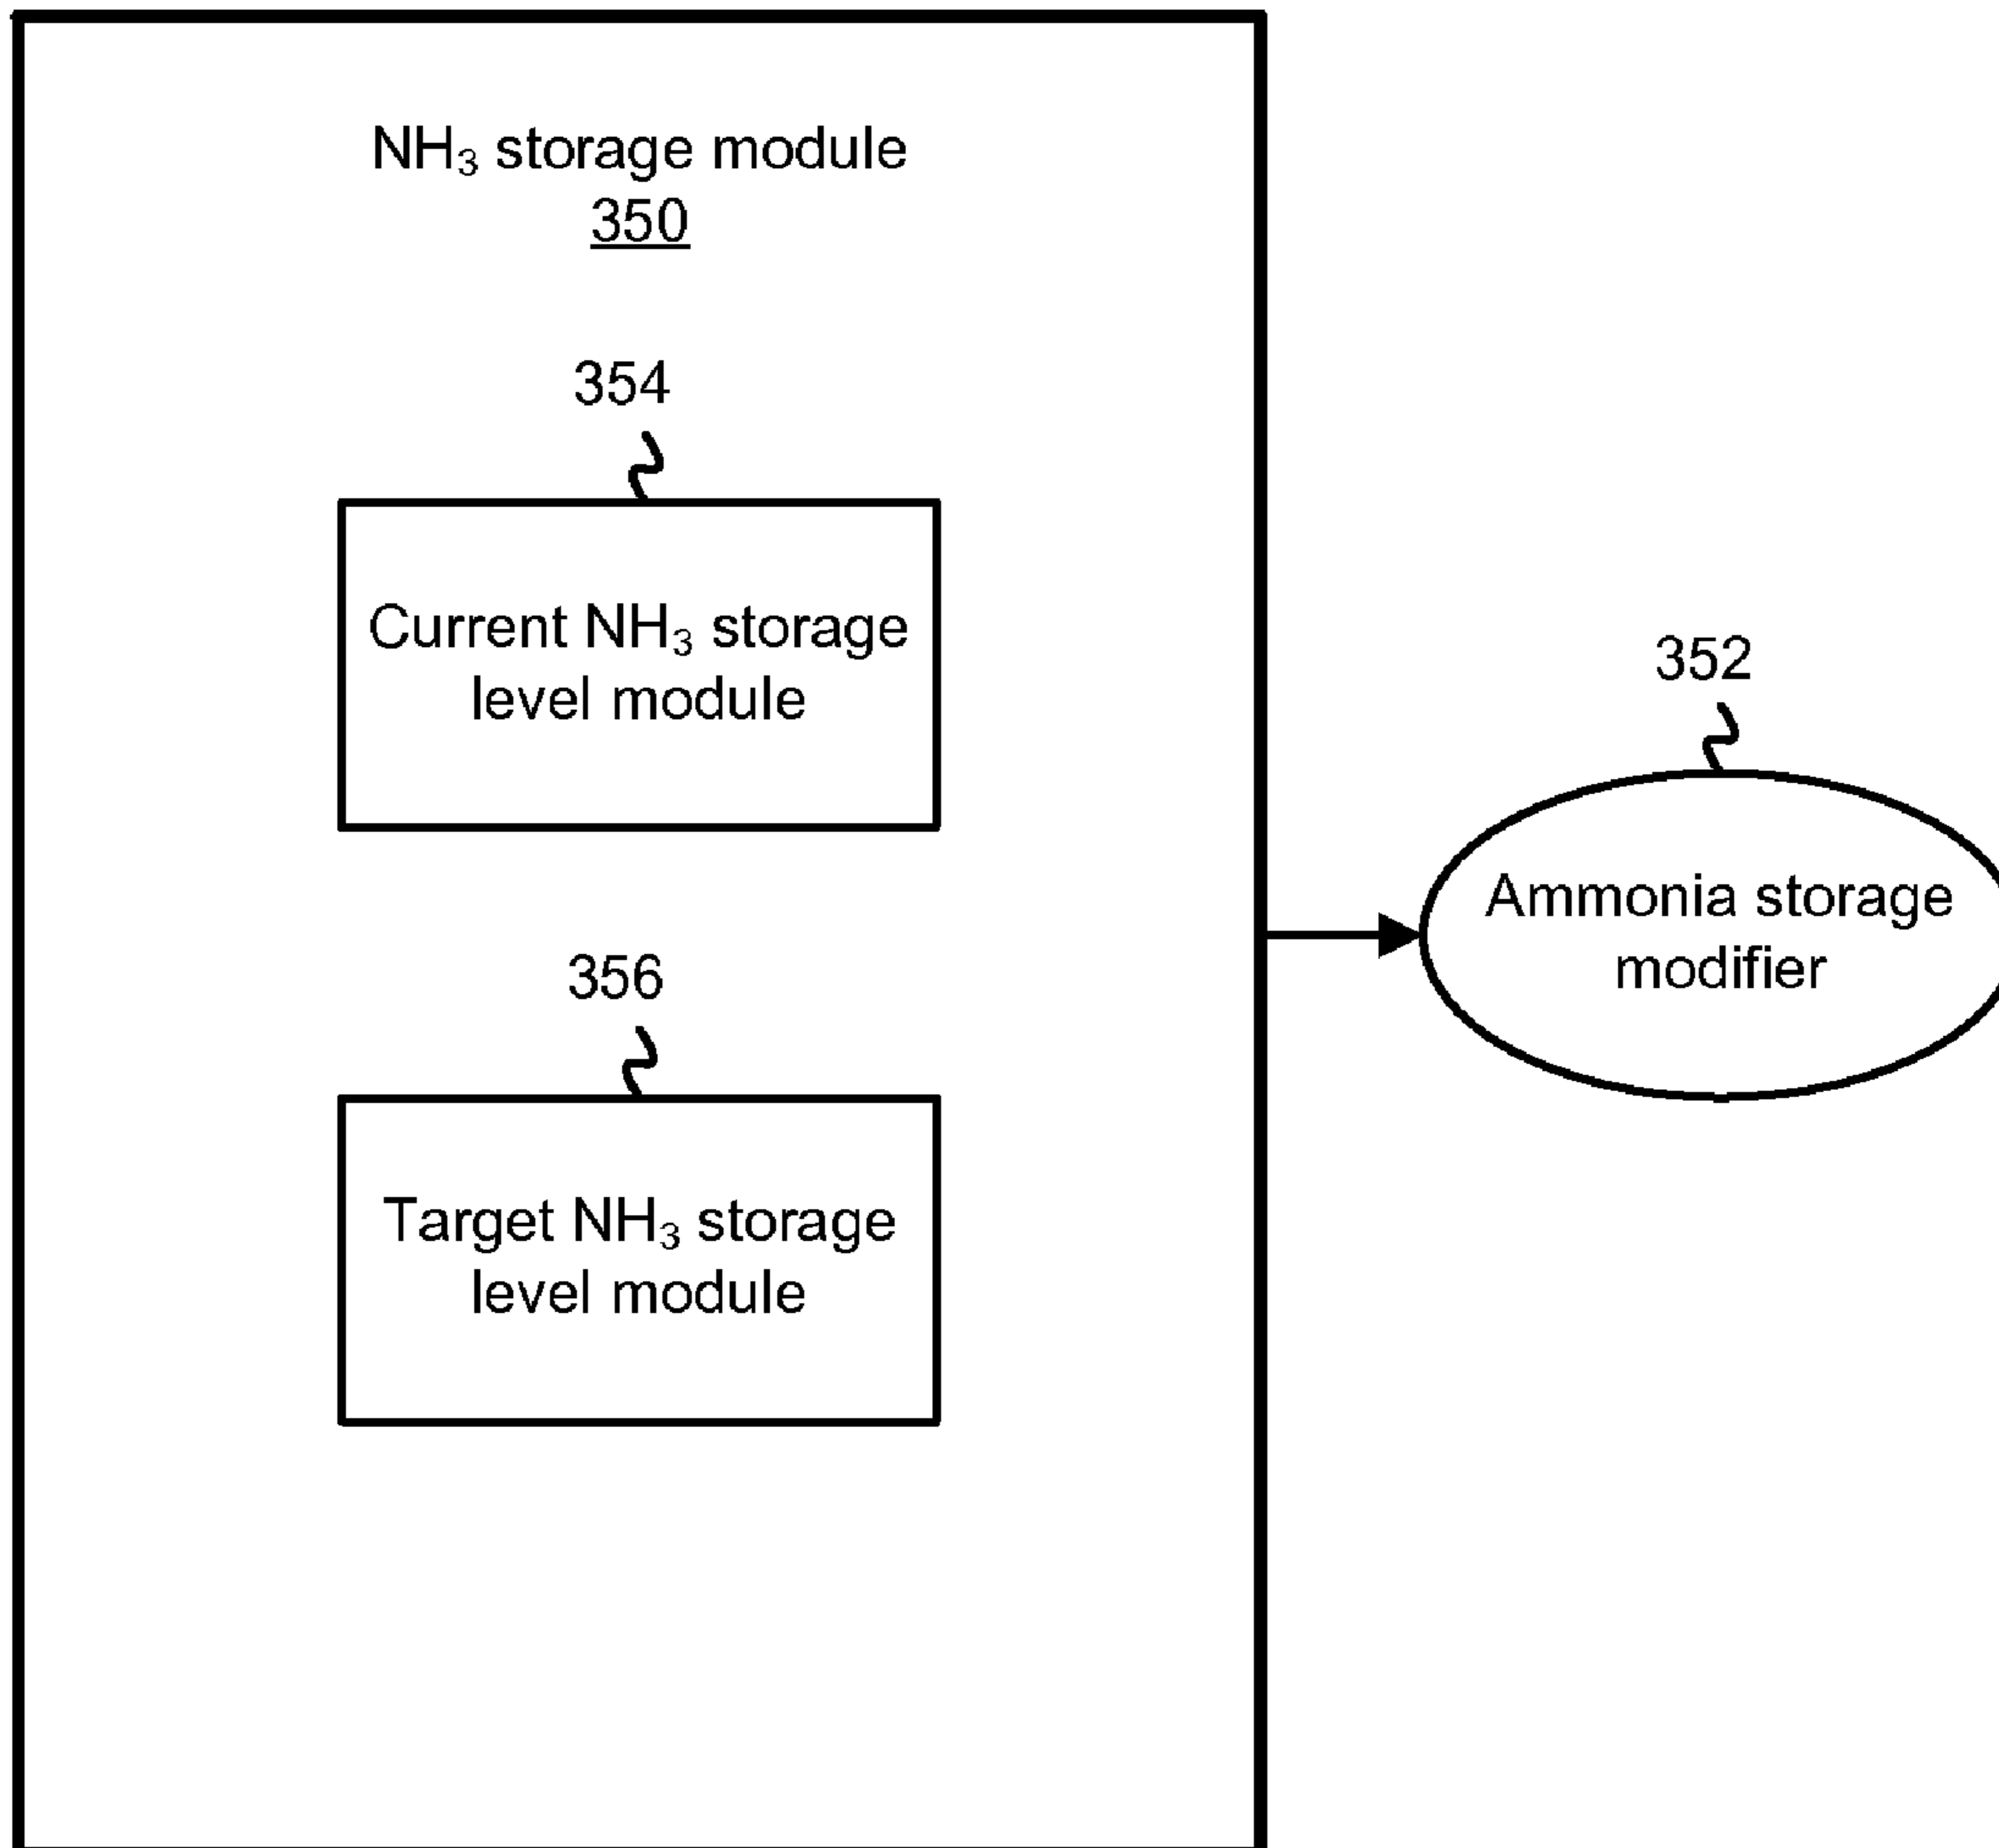 NH₃ storage module
350
354
Current NH₃ storage
level module
352
Ammonia storage
modifier
356
Target NH₃ storage
level module